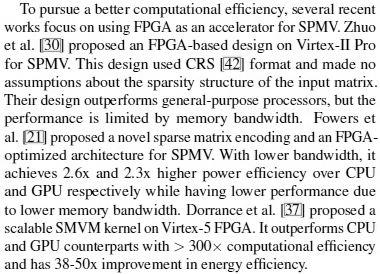 To pursue a better computational efficiency, several recent
works focus on using FPGA as an accelerator for SPMV. Zhuo
et al. [30] proposed an FPGA-based design on Virtex-II Pro
for SPMV. This design used CRS [42] format and made no
assumptions about the sparsity structure of the input matrix.
Their design outperforms general-purpose processors, but the
performance is limited by memory bandwidth. Fowers et
al. [21] proposed a novel sparse matrix encoding and an FPGA-
optimized architecture for SPMV. With lower bandwidth, it
achieves 2.6x and 2.3x higher power efficiency over CPU
and GPU respectively while having lower performance due
to lower memory bandwidth. Dorrance et al. [37] proposed a
scalable SMVM kernel on Virtex-5 FPGA. It outperforms CPU
and GPU counterparts with > 300× computational efficiency
and has 38-50x improvement in energy efficiency.